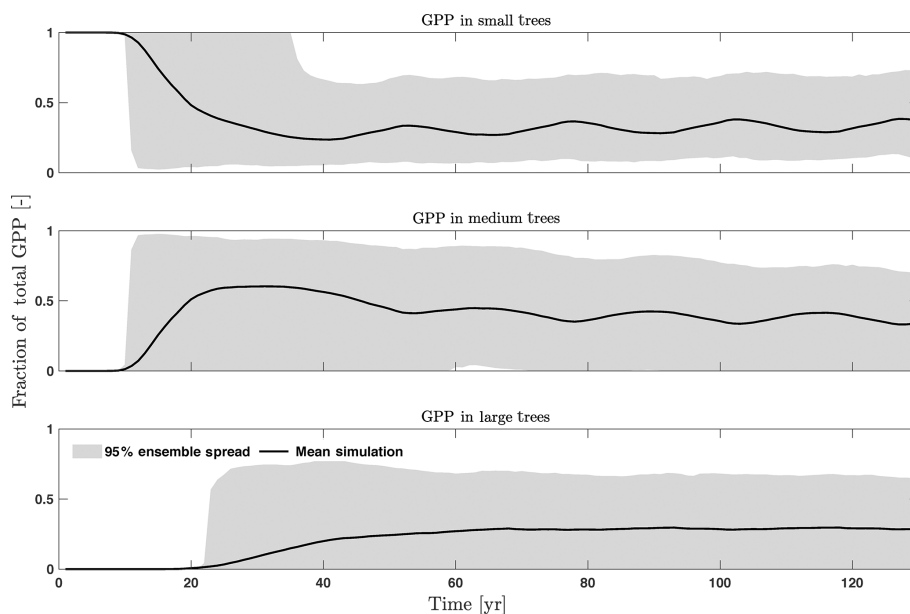 GPP in small trees
1
0.5
0
GPP in medium trees
1
0.5
0
Fraction of total GPP [-]
GPP in large trees
1
95% ensemble spread
Mean simulation
0.5
0
0
20
40
60
80
100
120
Time [yr]